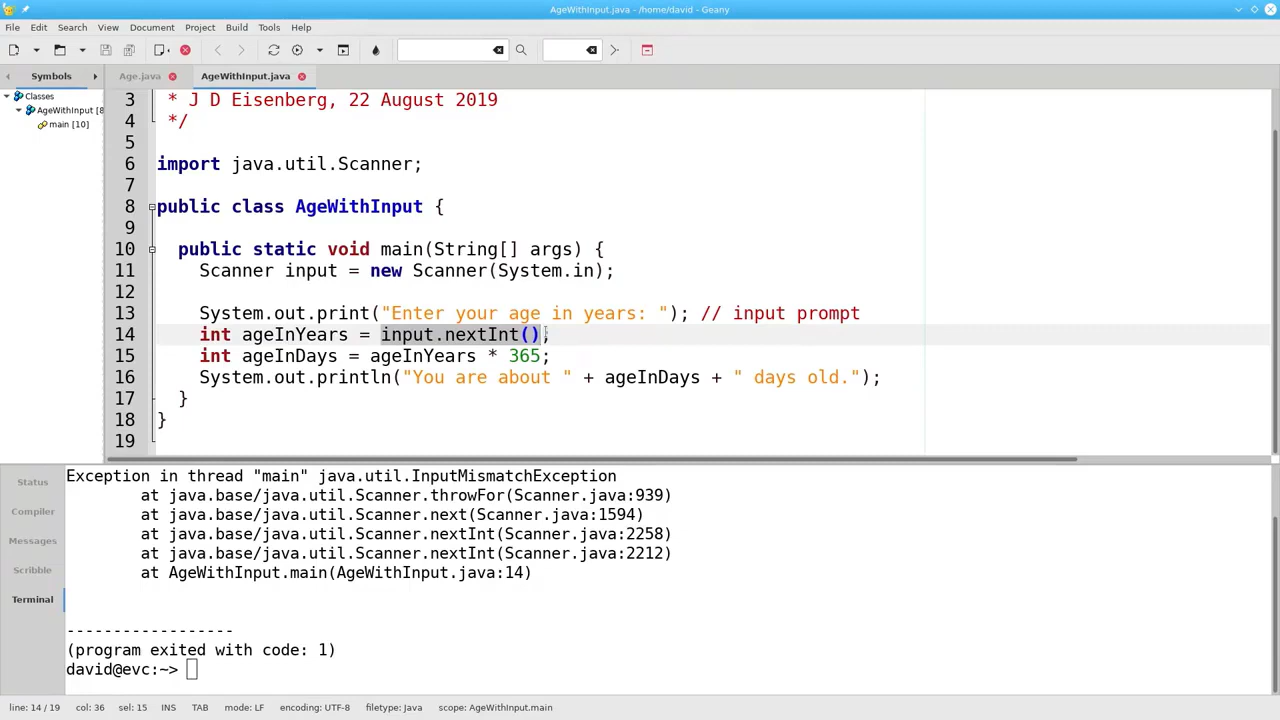 AgeWithInput.java - /home/david - Geany
File Edit Search View Document Project Build Tools Help
Symbols Age.java AgeWithInput.java
Classes
AgeWithInput [8
main [10]
3 * J D Eisenberg, 22 August 2019
4 */
5
6 import java.util.Scanner;
7
8 public class AgeWithInput {
9
10 public static void main(String[] args) {
11 Scanner input = new Scanner(System.in);
12
13 System.out.print("Enter your age in years: "); // input prompt
14 int ageInYears = input.nextInt();
15 int ageInDays = ageInYears * 365;
16 System.out.println("You are about " + ageInDays + " days old.");
17 }
18 }
19
Status
Compiler
Messages
Scribble
Terminal
Exception in thread "main" java.util.InputMismatchException
at java.base/java.util.Scanner.throwFor(Scanner.java:939)
at java.base/java.util.Scanner.next(Scanner.java:1594)
at java.base/java.util.Scanner.nextInt(Scanner.java:2258)
at java.base/java.util.Scanner.nextInt(Scanner.java:2212)
at AgeWithInput.main(AgeWithInput.java:14)
------------------
(program exited with code: 1)
david@evc:~>
line: 14 / 19 col: 36 sel: 15 INS TAB mode: LF encoding: UTF-8 filetype: Java scope: AgeWithInput.main